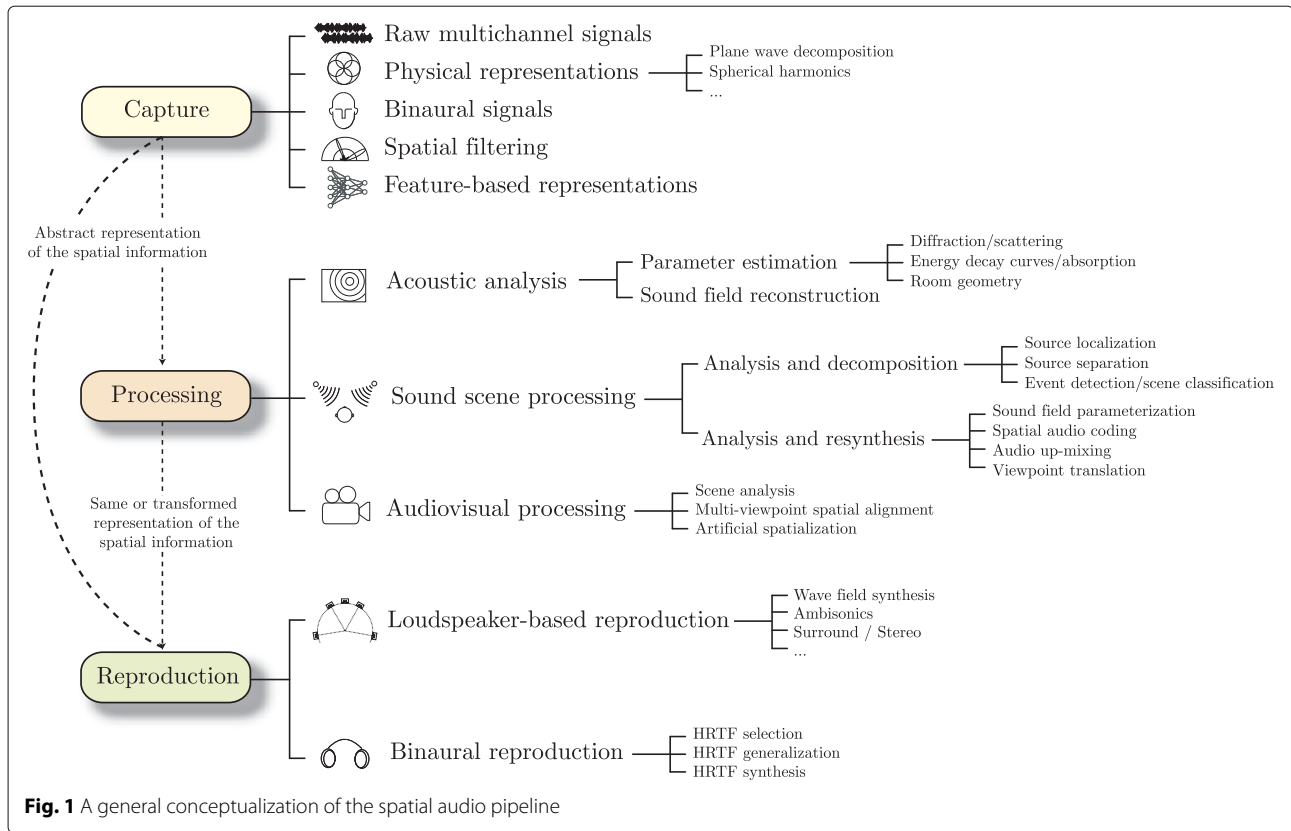 Raw multichannel signals
Physical representations
Plane wave decomposition
Spherical harmonics
...
Capture
Binaural signals
Spatial filtering
Feature-based representations
Abstract representation
of the spatial information
Acoustic analysis
Parameter estimation
Diffraction/scattering
Energy decay curves/absorption
Room geometry
Sound field reconstruction
Processing
Sound scene processing
Analysis and decomposition
Source localization
Source separation
Event detection/scene classification
Analysis and resynthesis
Sound field parameterization
Spatial audio coding
Audio up-mixing
Viewpoint translation
Same or transformed
representation of the
spatial information
Audiovisual processing
Scene analysis
Multi-viewpoint spatial alignment
Artificial spatialization
Reproduction
Loudspeaker-based reproduction
Wave field synthesis
Ambisonics
Surround / Stereo
...
Binaural reproduction
HRTF selection
HRTF generalization
HRTF synthesis
Fig. 1 A general conceptualization of the spatial audio pipeline